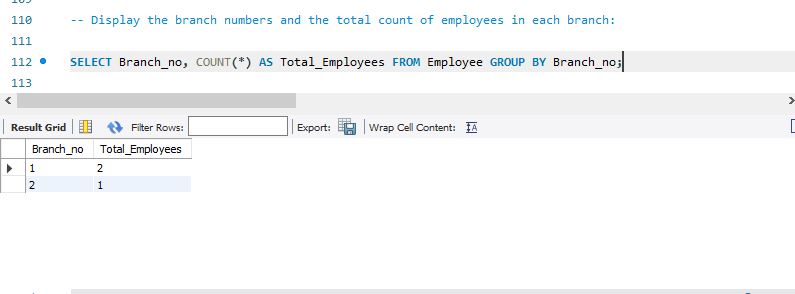 110 -- Display the branch numbers and the total count of employees in each branch:
111
112 SELECT Branch_no, COUNT(*) AS Total_Employees FROM Employee GROUP BY Branch_no;
113
Result Grid Filter Rows: Export: Wrap Cell Content:
Branch_no Total_Employees
1 2
2 1